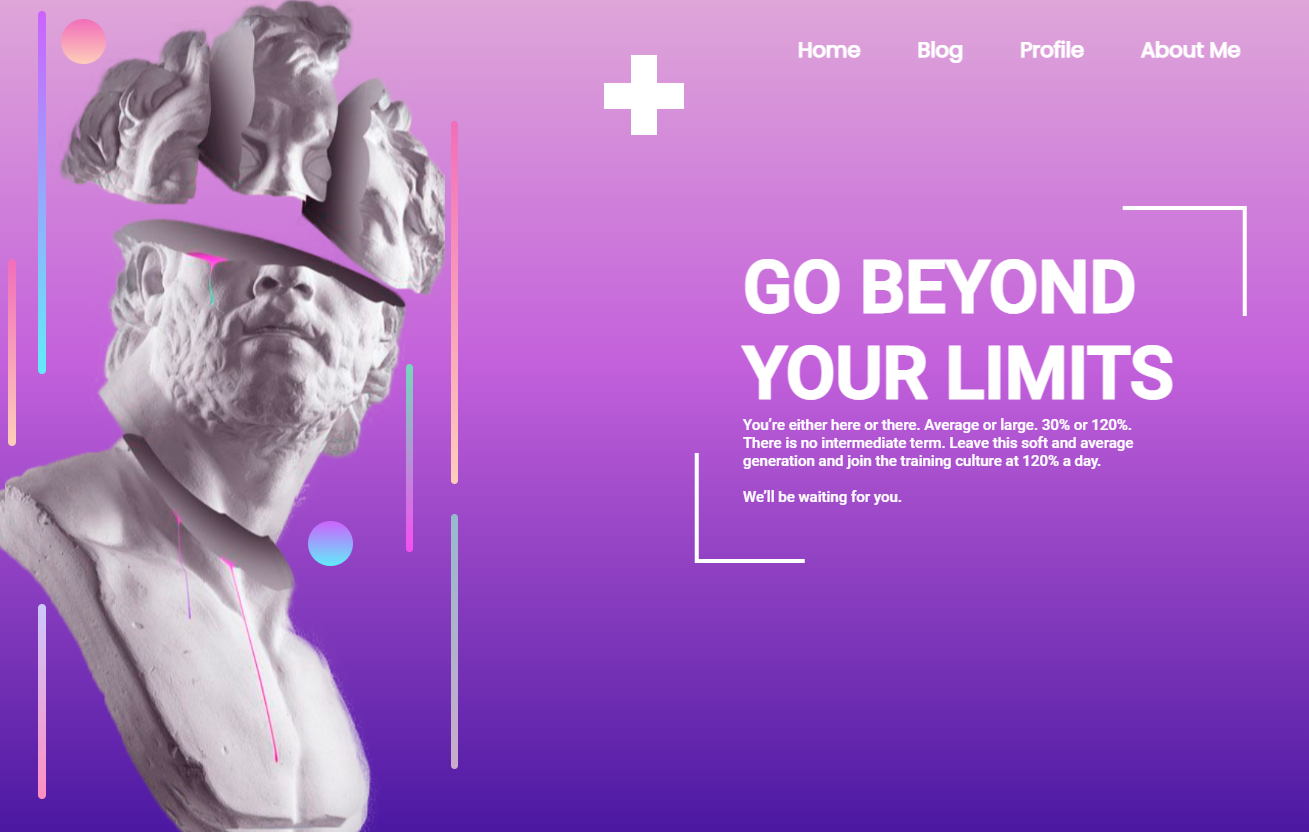 Home Blog Profile About Me
GO BEYOND
YOUR LIMITS
You're either here or there. Average or large. 30% or 120%.
There is no intermediate term. Leave this soft and average
generation and join the training culture at 120% a day.
We'll be waiting for you.